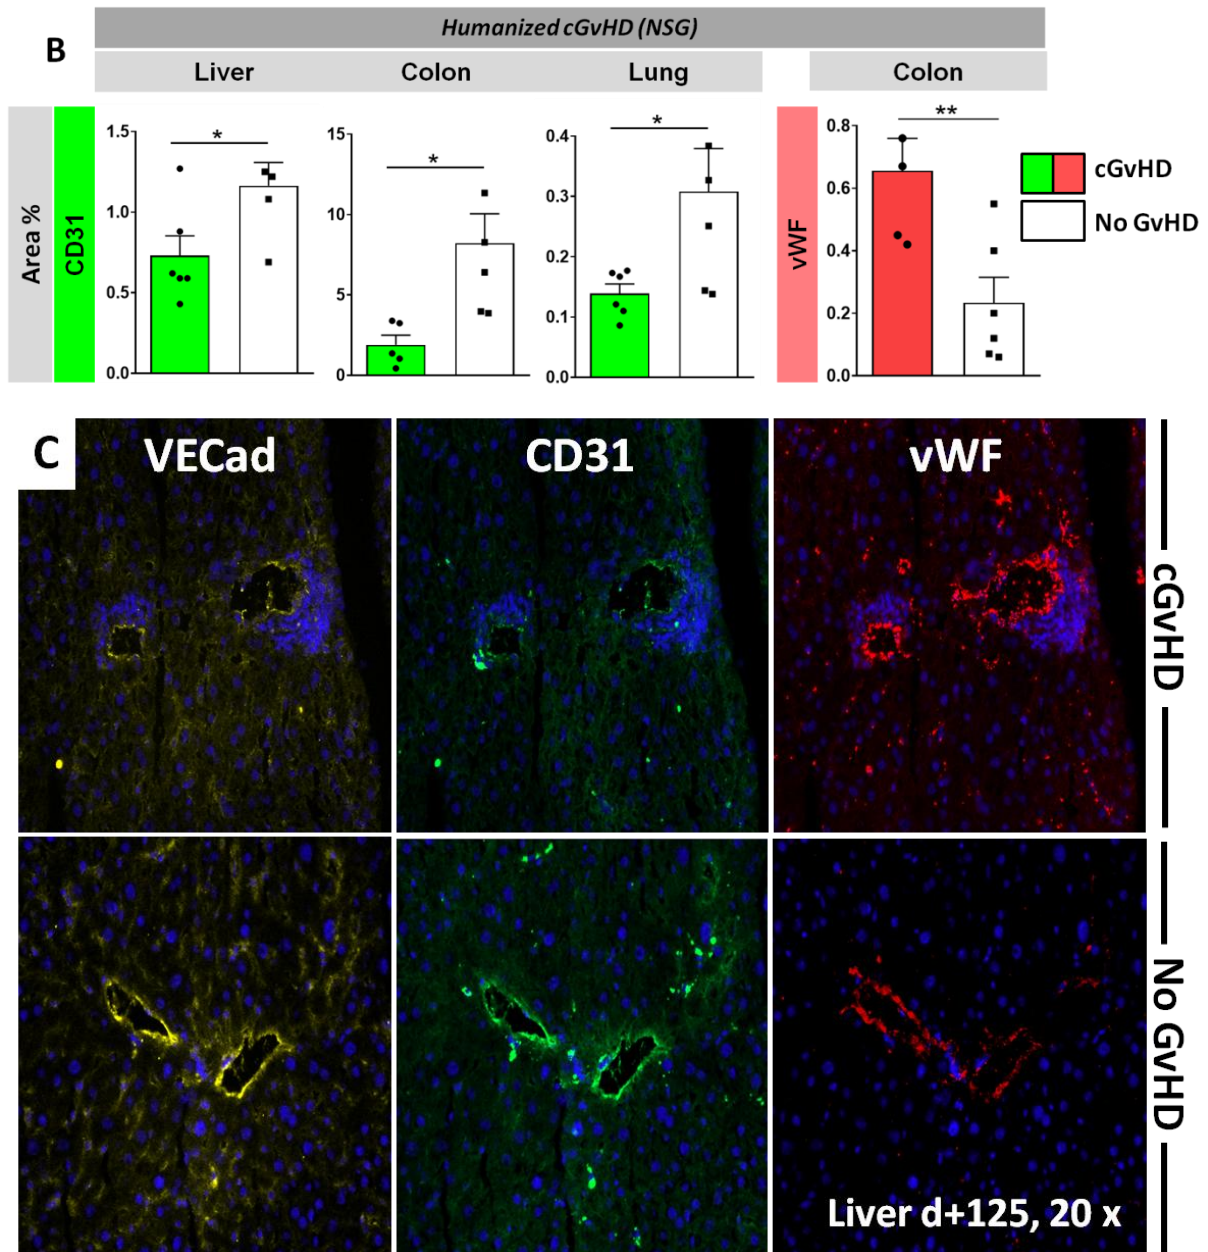 B
Humanized cGvHD (NSG)
Liver
Colon
Lung
Colon
Area %
CD31
1.5
1.0
0.5
0.0
*
15
10
5
0
*
0.4
0.3
0.2
0.1
0.0
*
vWF
0.8
0.6
0.4
0.2
0.0
**
cGvHD
No GvHD
C
VECad
CD31
vWF
cGvHD
No GvHD
Liver d+125, 20 x